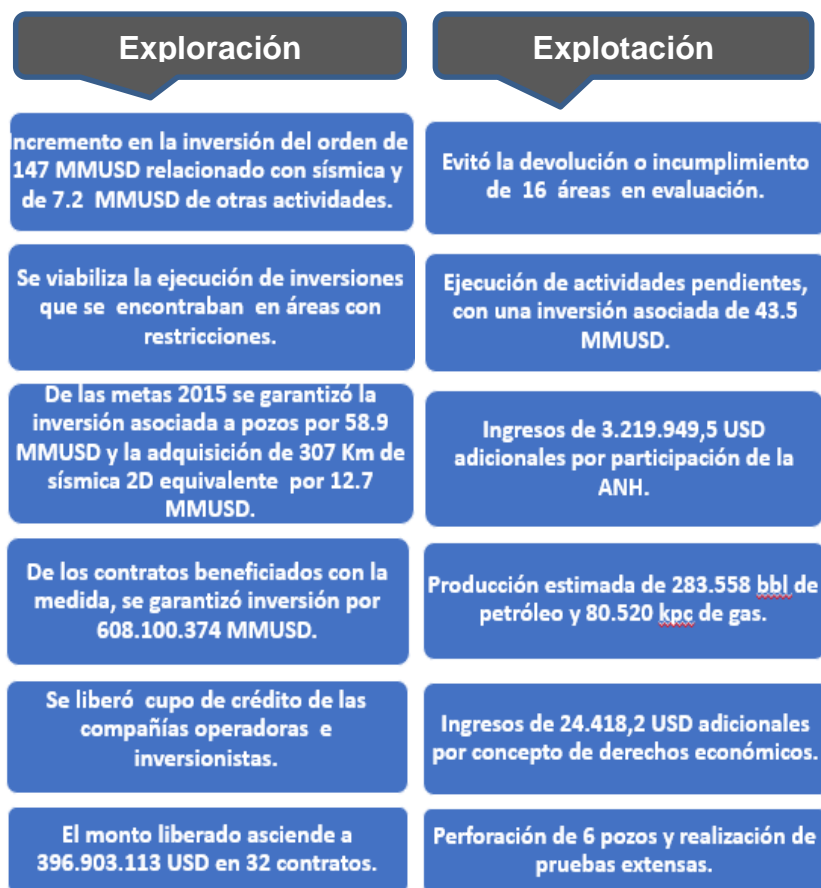 Exploración
Incremento en la inversión del orden de
147 MMUSD relacionado con sísmica y
de 7.2 MMUSD de otras actividades.
Se viabiliza la ejecución de inversiones
que se encontraban en áreas con
restricciones.
De las metas 2015 se garantizó la
inversión asociada a pozos por 58.9
MMUSD y la adquisición de 307 Km de
sísmica 2D equivalente por 12.7
MMUSD.
De los contratos beneficiados con la
medida, se garantizó inversión por
608.100.374 MMUSD.
Se liberó cupo de crédito de las
compañías operadoras e
inversionistas.
El monto liberado asciende a
396.903.113 USD en 32 contratos.
Explotación
Evitó la devolución o incumplimiento
de 16 áreas en evaluación.
Ejecución de actividades pendientes,
con una inversión asociada de 43.5
MMUSD.
Ingresos de 3.219.949,5 USD
adicionales por participación de la
ANH.
Producción estimada de 283.558 bbl de
petróleo y 80.520 kpc de gas.
Ingresos de 24.418,2 USD adicionales
por concepto de derechos económicos.
Perforación de 6 pozos y realización de
pruebas extensas.